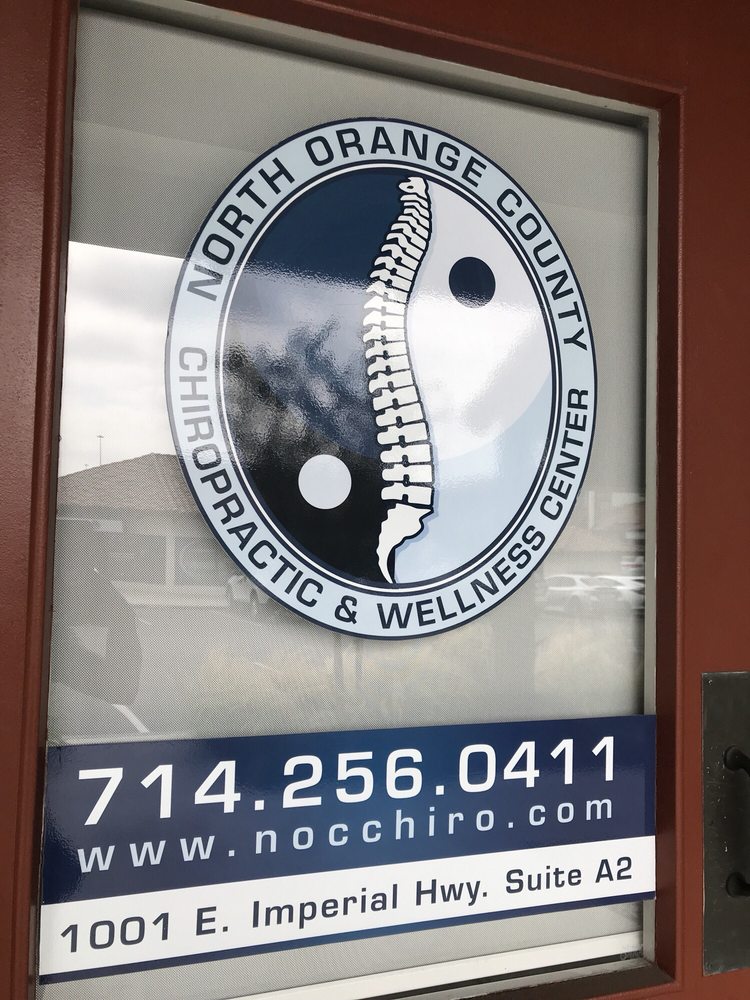 NORTH ORANGE COUNTY
CHIROPRACTIC & WELLNESS CENTER
714.256.0411
www.nocchiro.com
1001 E. Imperial Hwy. Suite A2